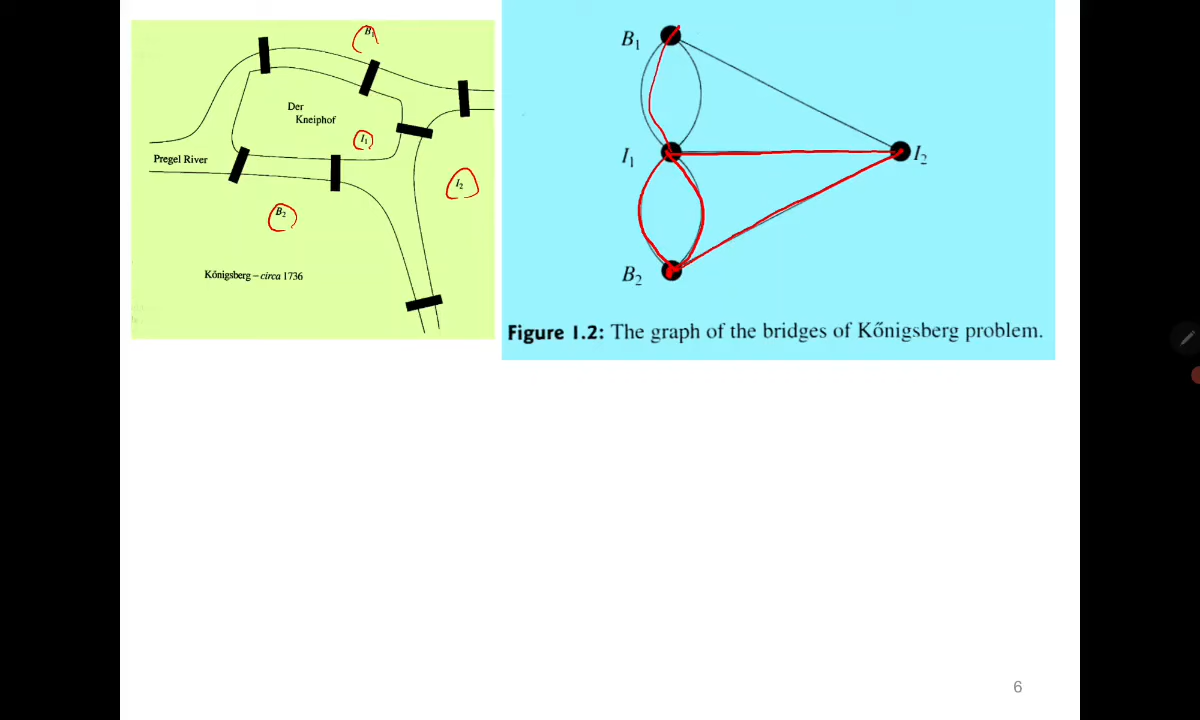 B₁
Der
Kneiphof
I₁
Pregel River
I₂
B₂
Kőnigsberg – circa 1736
B₁
I₁
I₂
B₂
Figure 1.2: The graph of the bridges of Kőnigsberg problem.
6